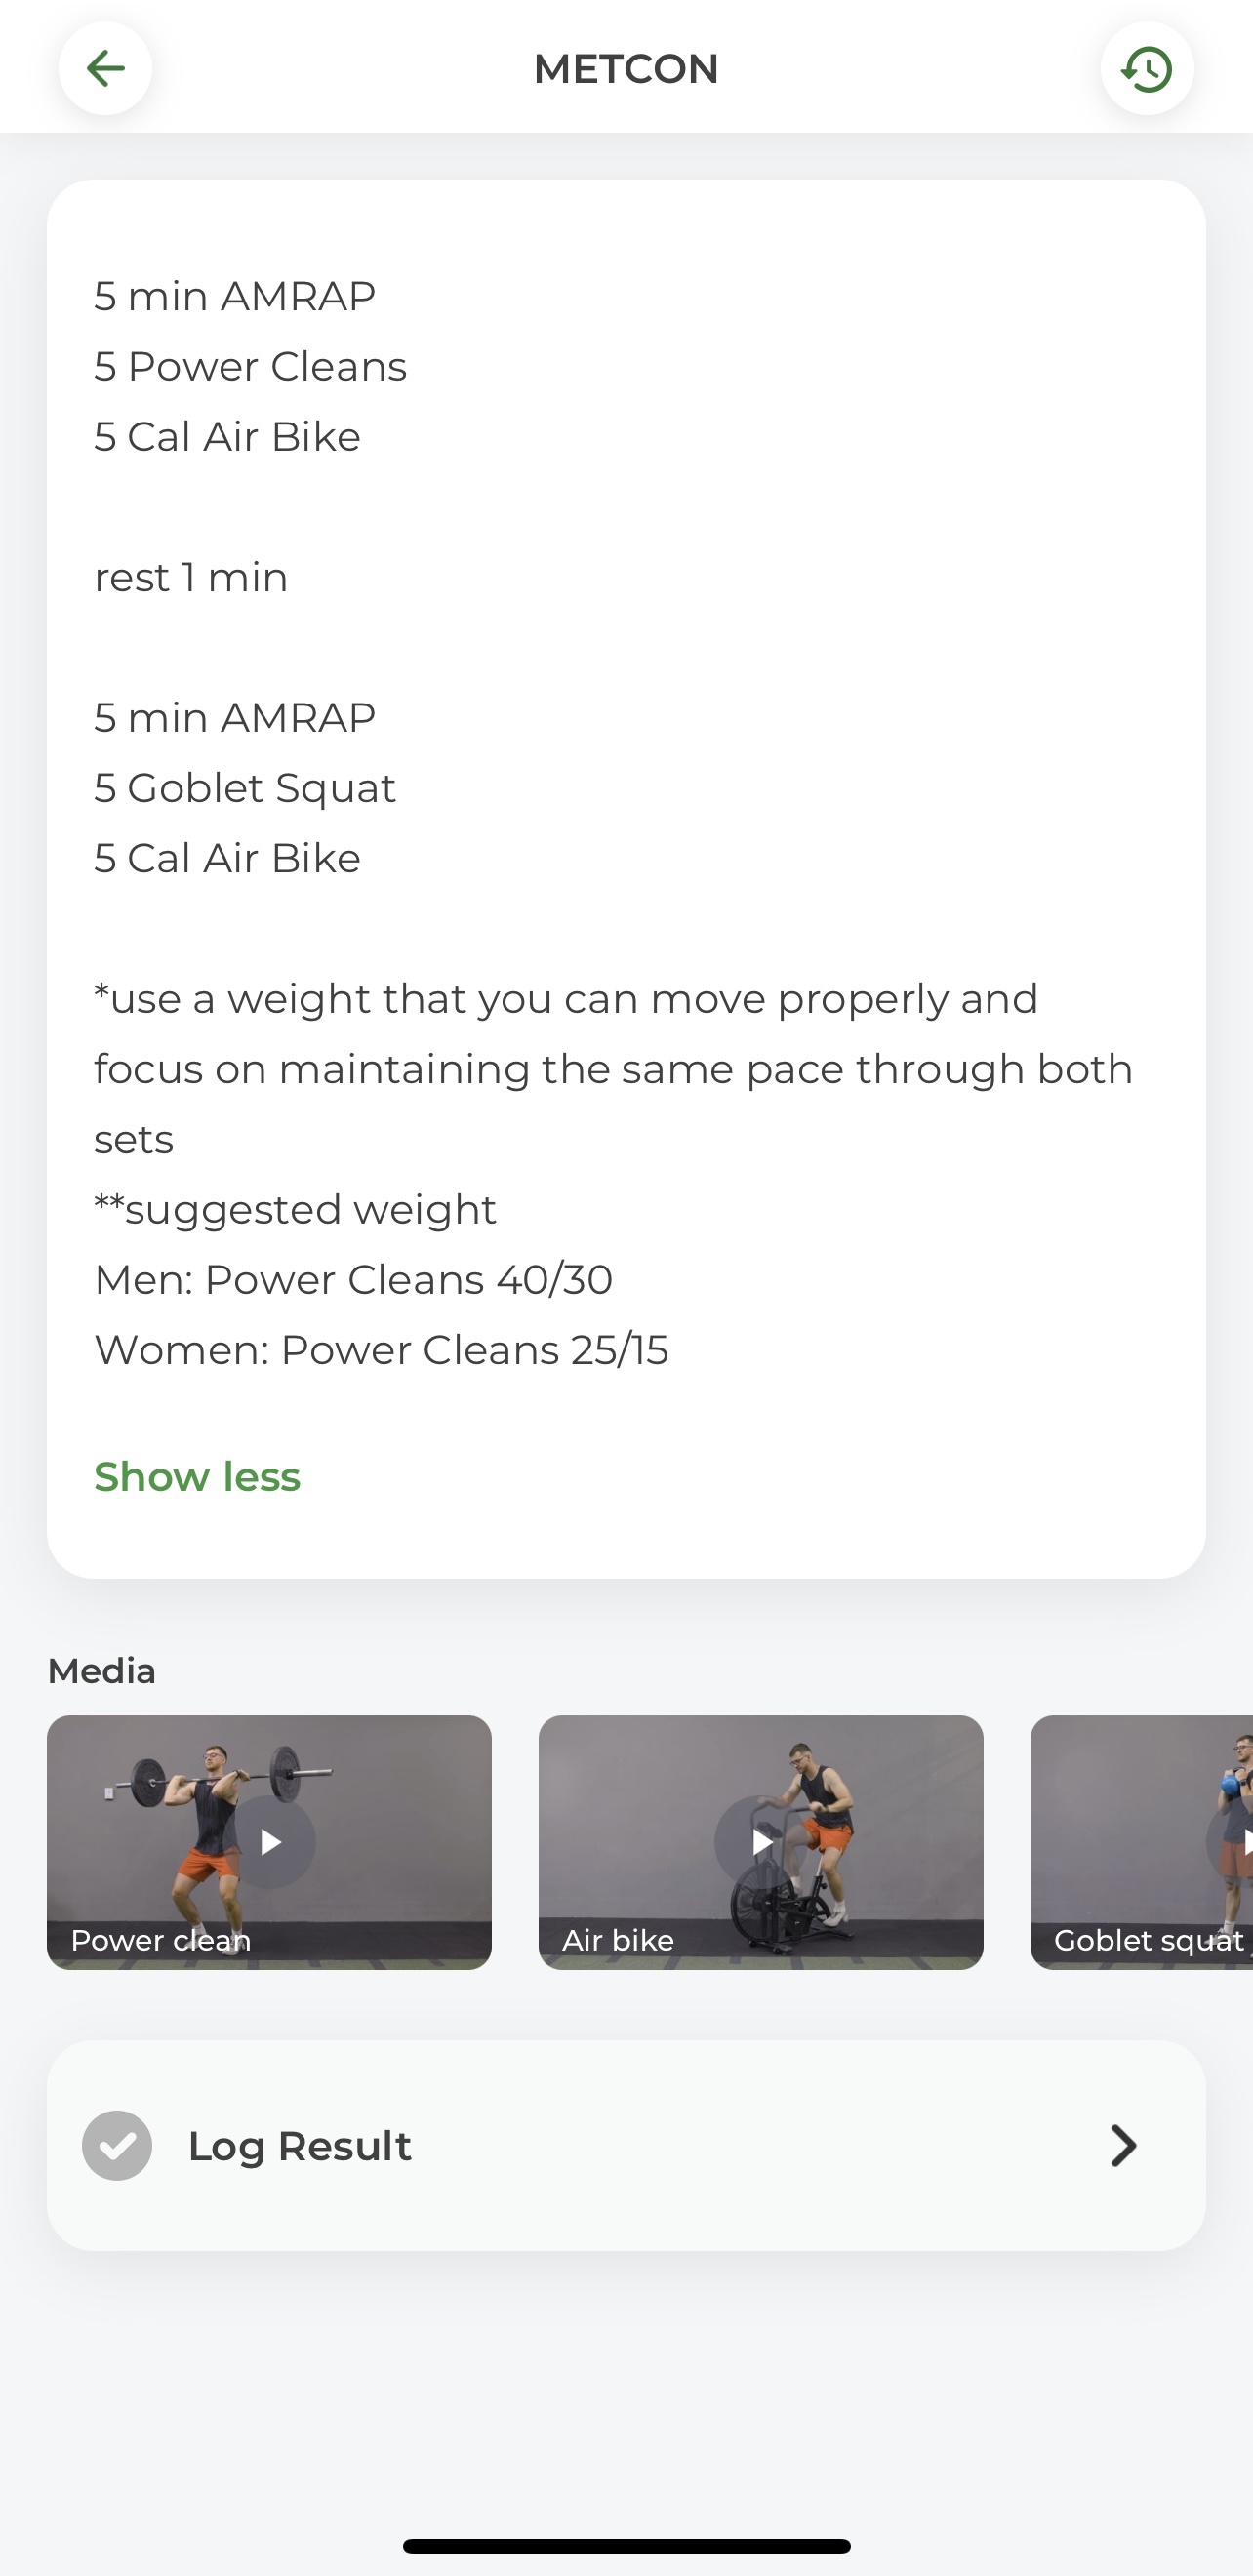 METCON
5 min AMRAP
5 Power Cleans
5 Cal Air Bike
rest 1 min
5 min AMRAP
5 Goblet Squat
5 Cal Air Bike
*use a weight that you can move properly and
focus on maintaining the same pace through both
sets
**suggested weight
Men: Power Cleans 40/30
Women: Power Cleans 25/15
Show less
Media
Power clean
Air bike
Goblet squat
Log Result